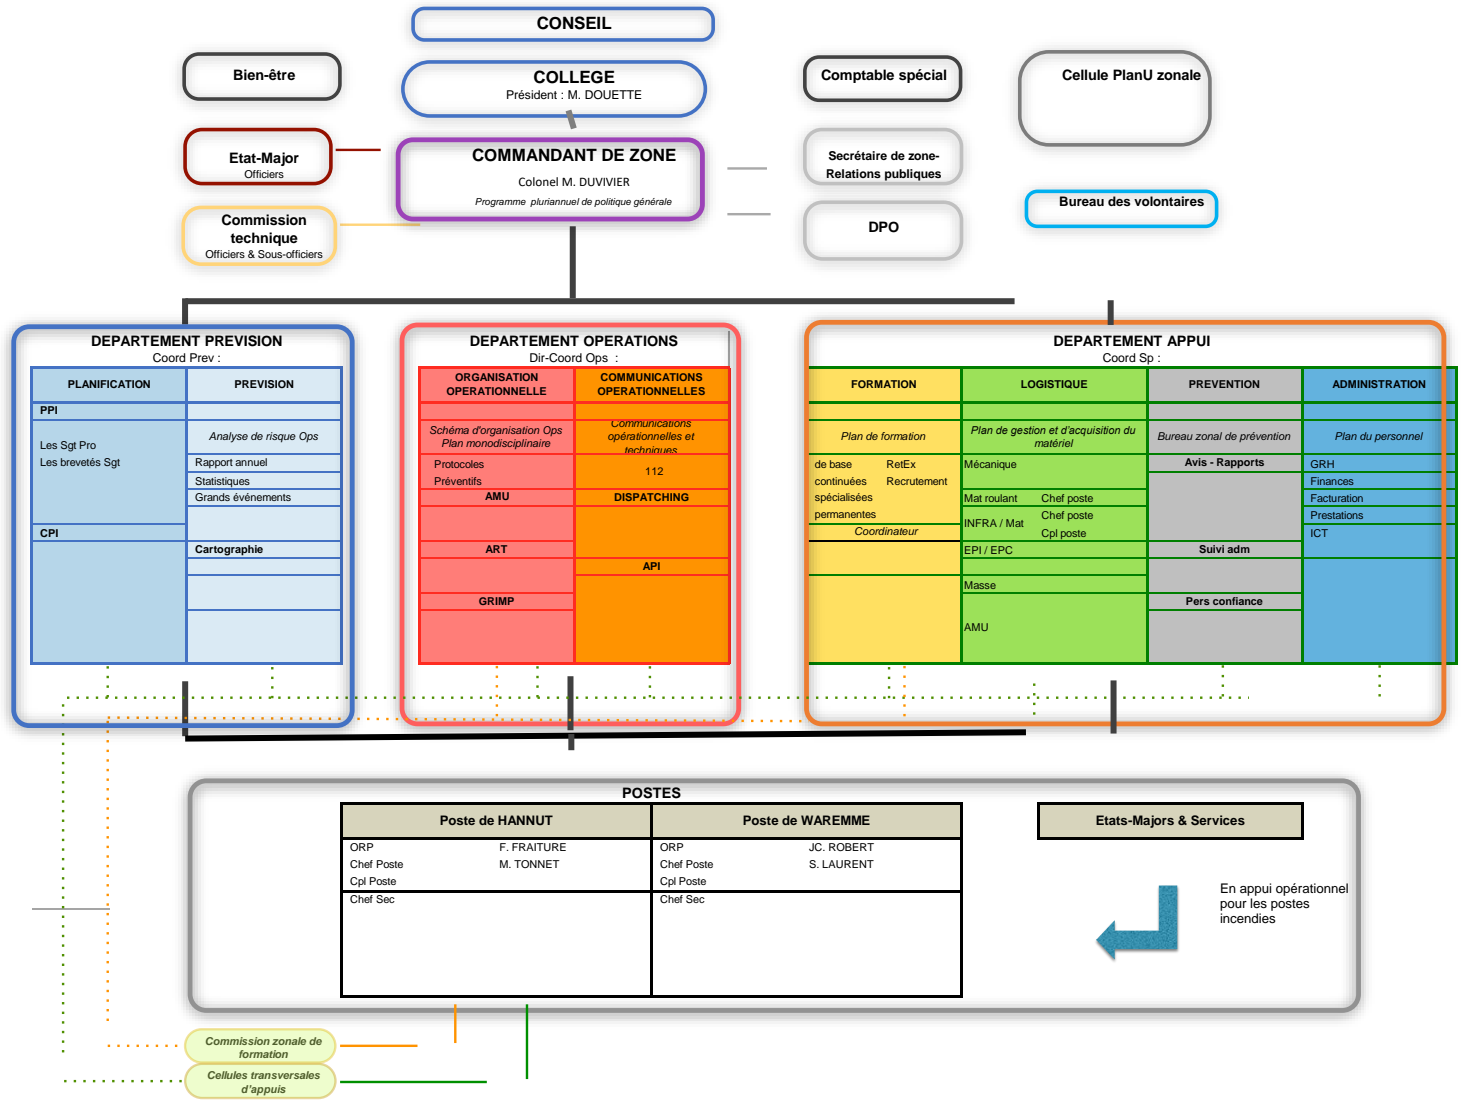 CONSEIL
Bien-être
COLLEGE
Président : M. DOUETTE
Comptable spécial
Cellule PlanU zonale
Etat-Major
Officiers
COMMANDANT DE ZONE
Colonel M. DUVIVIER
Programme pluriannuel de politique générale
Secrétaire de zone-
Relations publiques
Commission
technique
Officiers & Sous-officiers
DPO
Bureau des volontaires
DEPARTEMENT PREVISION
Coord Prev :
PLANIFICATION
PREVISION
PPI
Les Sgt Pro
Les brevetés Sgt
CPI
Analyse de risque Ops
Rapport annuel
Statistiques
Grands événements
Cartographie
DEPARTEMENT OPERATIONS
Dir-Coord Ops :
ORGANISATION
OPERATIONNELLE
COMMUNICATIONS
OPERATIONNELLES
Schéma d'organisation Ops
Plan monodisciplinaire
Protocoles
Préventifs
AMU
ART
GRIMP
Communications
opérationnelles et
techniques
112
DISPATCHING
API
DEPARTEMENT APPUI
Coord Sp :
FORMATION
LOGISTIQUE
PREVENTION
ADMINISTRATION
Plan de formation
de base RetEx
continuées Recrutement
spécialisées
permanentes
Coordinateur
Plan de gestion et d'acquisition du
matériel
Mécanique
Mat roulant Chef poste
INFRA / Mat Chef poste
Cpl poste
EPI / EPC
Masse
AMU
Bureau zonal de prévention
Avis - Rapports
Suivi adm
Pers confiance
Plan du personnel
GRH
Finances
Facturation
Prestations
ICT
POSTES
Poste de HANNUT
ORP F. FRAITURE
Chef Poste M. TONNET
Cpl Poste
Chef Sec
Poste de WAREMME
ORP JC. ROBERT
Chef Poste S. LAURENT
Cpl Poste
Chef Sec
Etats-Majors & Services
En appui opérationnel
pour les postes
incendies
Commission zonale de
formation
Cellules transversales
d'appuis